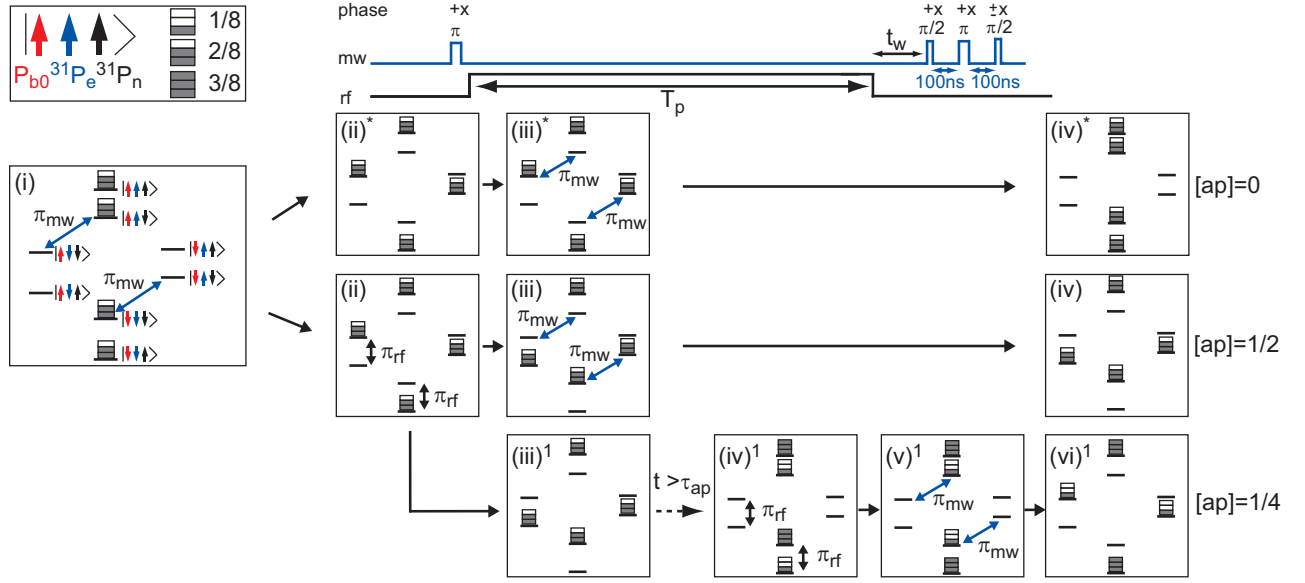 phase +x +x +x ±x
π π/2 π π/2
mw t_w
100ns 100ns
rf T_p
| ⟩ 1/8
2/8
P_b0 ³¹P_e ³¹P_n 3/8
(i) | ⟩
π_mw | ⟩
| ⟩ | ⟩
π_mw | ⟩
| ⟩
| ⟩
| ⟩
(ii)*
(iii)*
π_mw
π_mw
(iv)*
[ap]=0
(ii)
π_rf
π_rf
(iii)
π_mw
π_mw
(iv)
[ap]=1/2
(iii)¹
t >τ_ap
(iv)¹
π_rf
π_rf
(v)¹
π_mw
π_mw
(vi)¹
[ap]=1/4